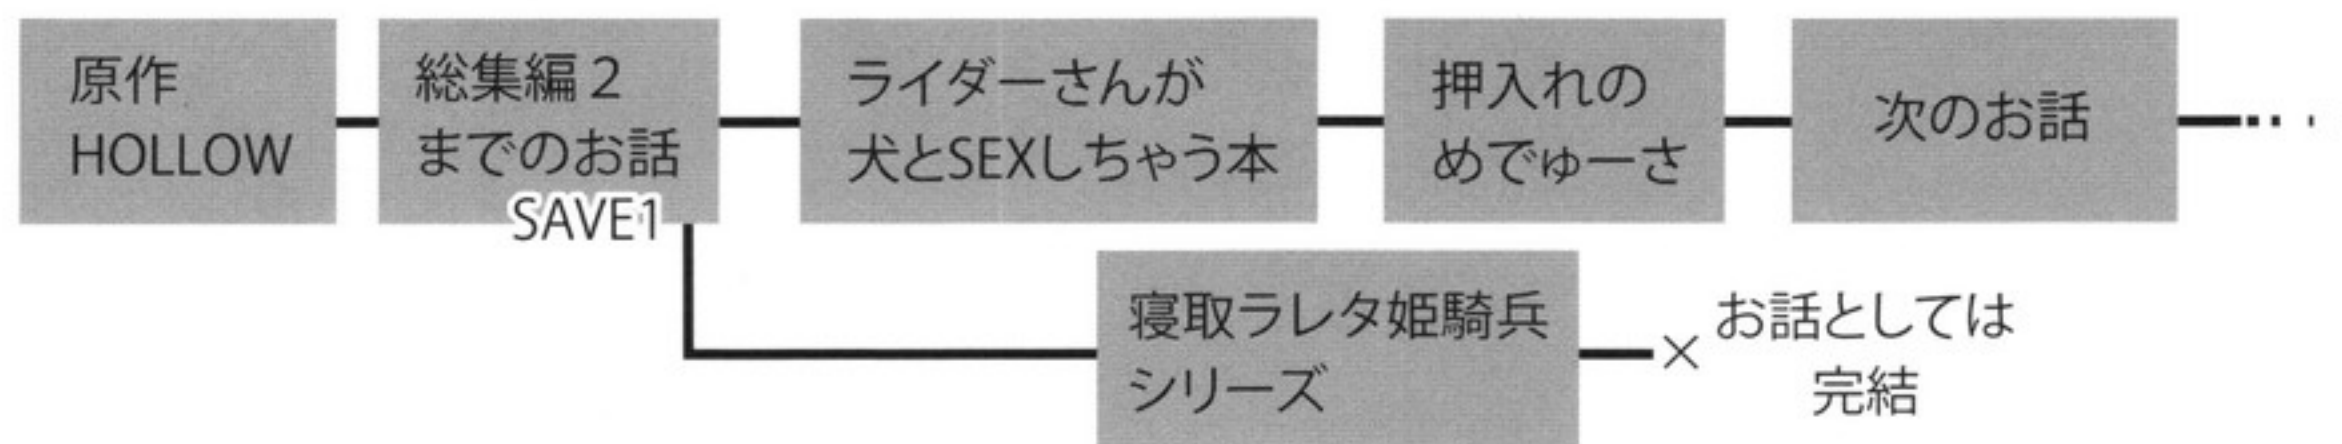 原作
HOLLOW
総集編２
までのお話
SAVE1
ライダーさんが
犬とSEXしちゃう本
押入れの
めでゅーさ
次のお話
寝取ラレタ姫騎兵
シリーズ
×
お話としては
完結